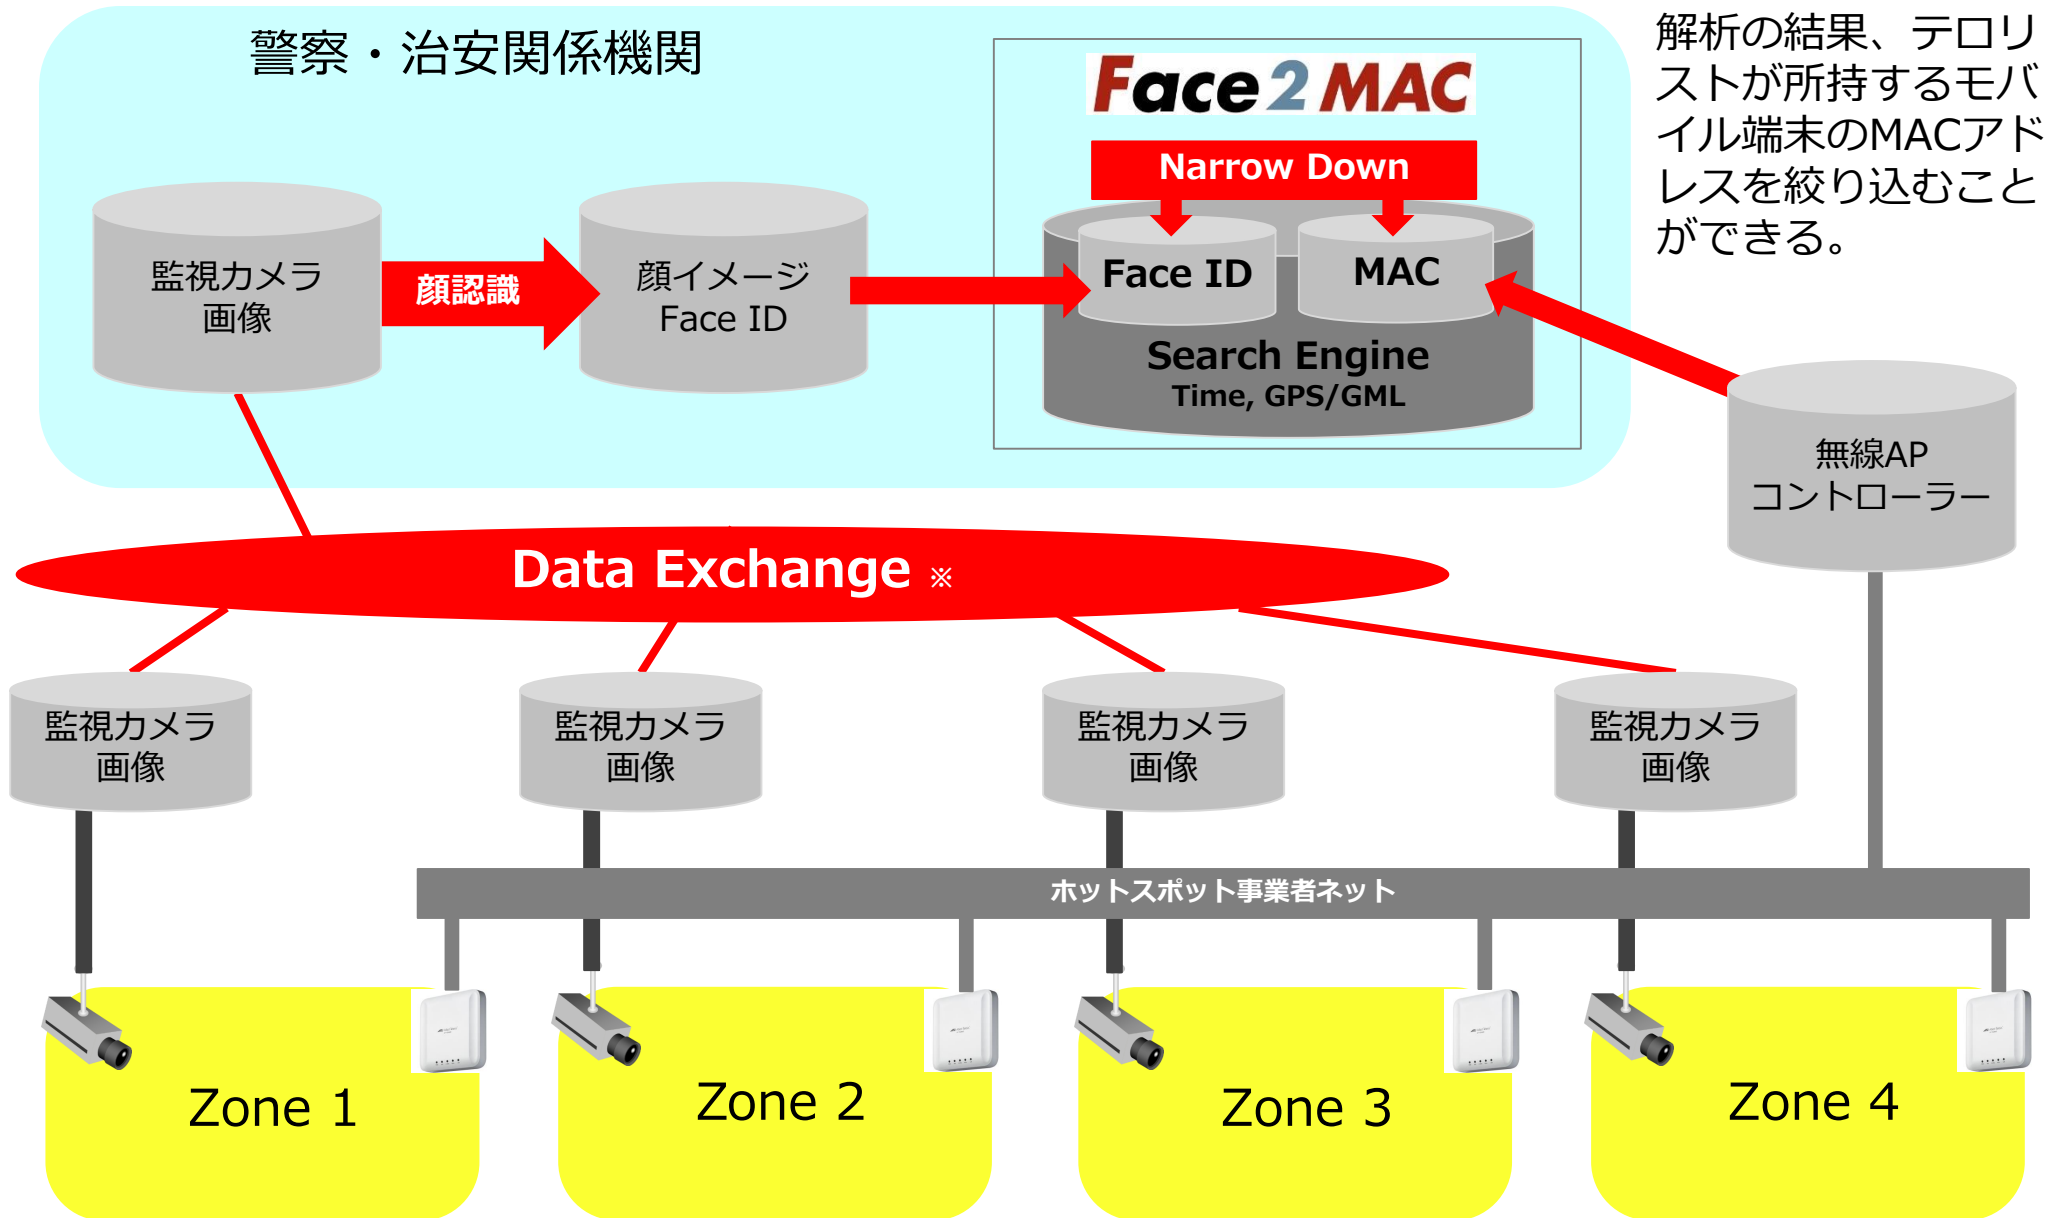 警察・治安関係機関
Face 2 MAC
解析の結果、テロリ
ストが所持するモバ
イル端末のMACアド
レスを絞り込むこと
ができる。
Narrow Down
監視カメラ
画像
顔認識
顔イメージ
Face ID
Face ID
MAC
Search Engine
Time, GPS/GML
無線AP
コントローラー
Data Exchange ※
監視カメラ
画像
監視カメラ
画像
監視カメラ
画像
監視カメラ
画像
ホットスポット事業者ネット
Zone 1
Zone 2
Zone 3
Zone 4